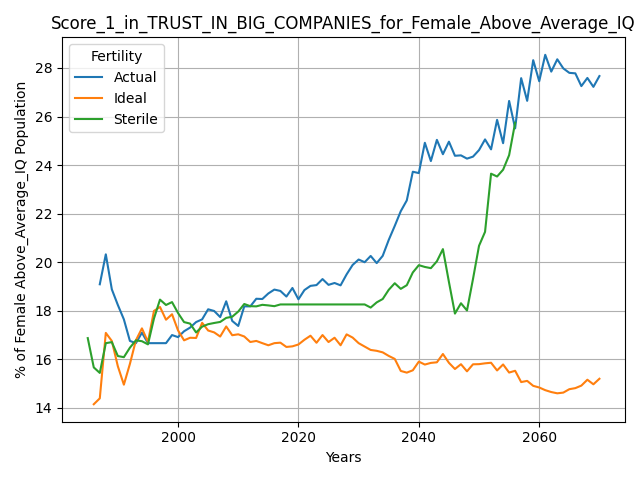 Score_1_in_TRUST_IN_BIG_COMPANIES_for_Female_Above_Average_IQ
Fertility
Actual
Ideal
Sterile
% of Female Above_Average_IQ Population
28
26
24
22
20
18
16
14
2000 2020 2040 2060
Years